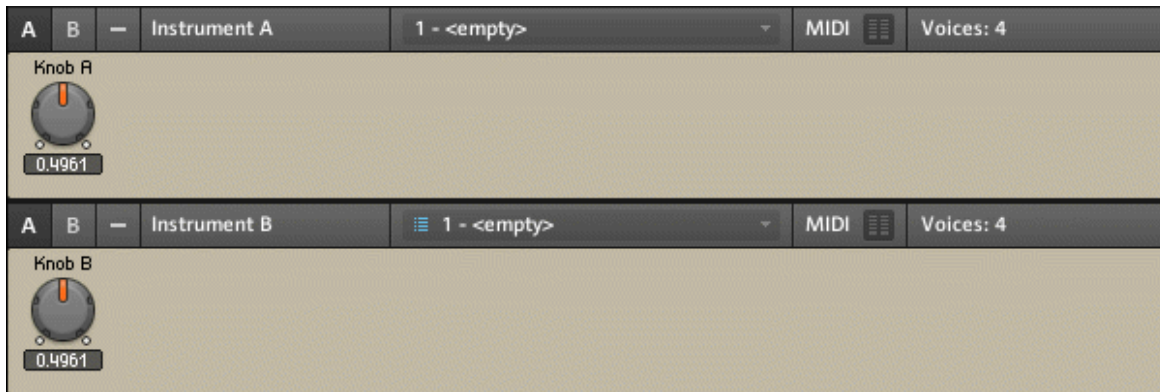 A B − Instrument A 1 - <empty> MIDI Voices: 4
Knob A
0.4961
A B − Instrument B 1 - <empty> MIDI Voices: 4
Knob B
0.4961